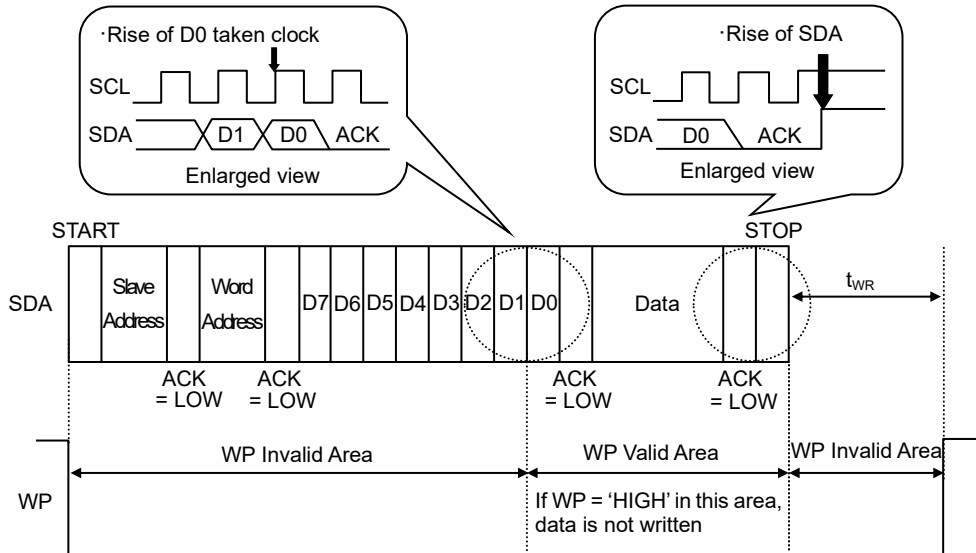 ·Rise of D0 taken clock
SCL
SDA
D1
D0
ACK
Enlarged view
·Rise of SDA
SCL
SDA
D0
ACK
Enlarged view
START
STOP
SDA
Slave
Address
Word
Address
D7
D6
D5
D4
D3
D2
D1
D0
Data
tWR
ACK
= LOW
ACK
= LOW
ACK
= LOW
ACK
= LOW
WP Invalid Area
WP Valid Area
WP Invalid Area
WP
If WP = ‘HIGH’ in this area,
data is not written